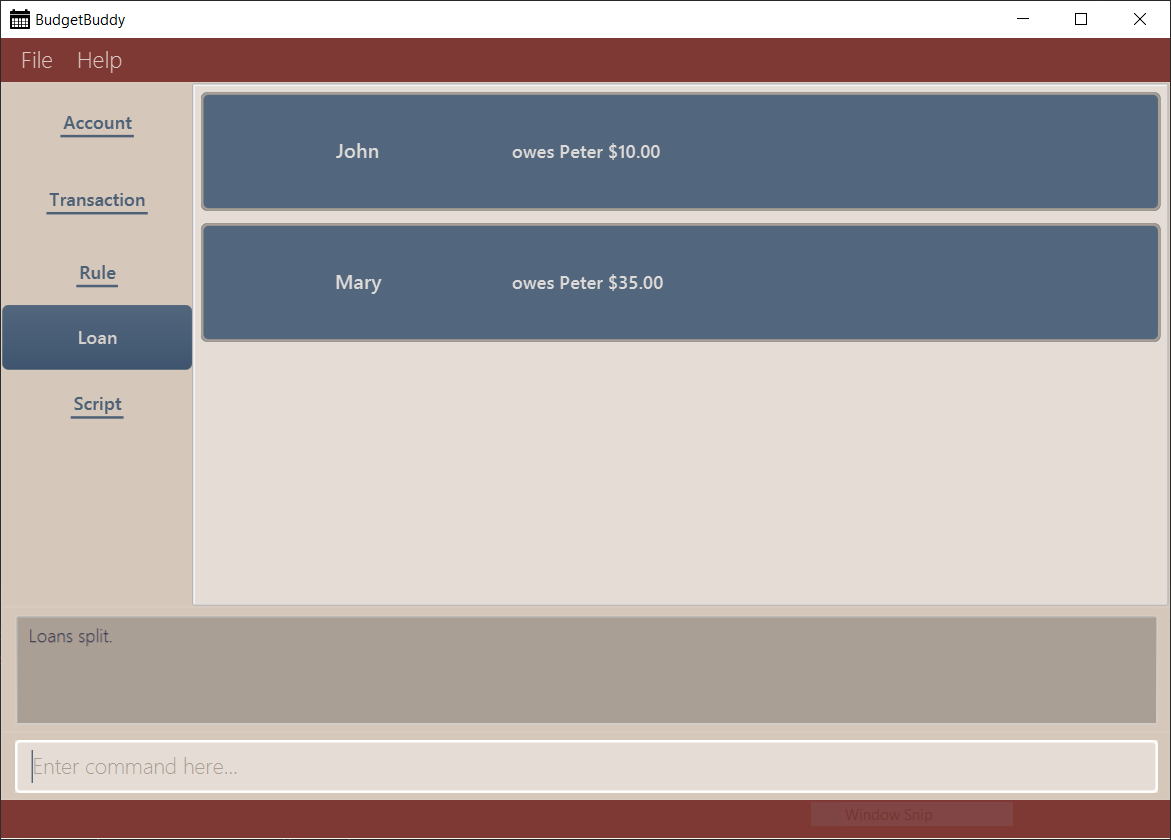 BudgetBuddy
File Help
Account
Transaction
Rule
Loan
Script
John owes Peter $10.00
Mary owes Peter $35.00
Loans split.
Enter command here...
Window Snip